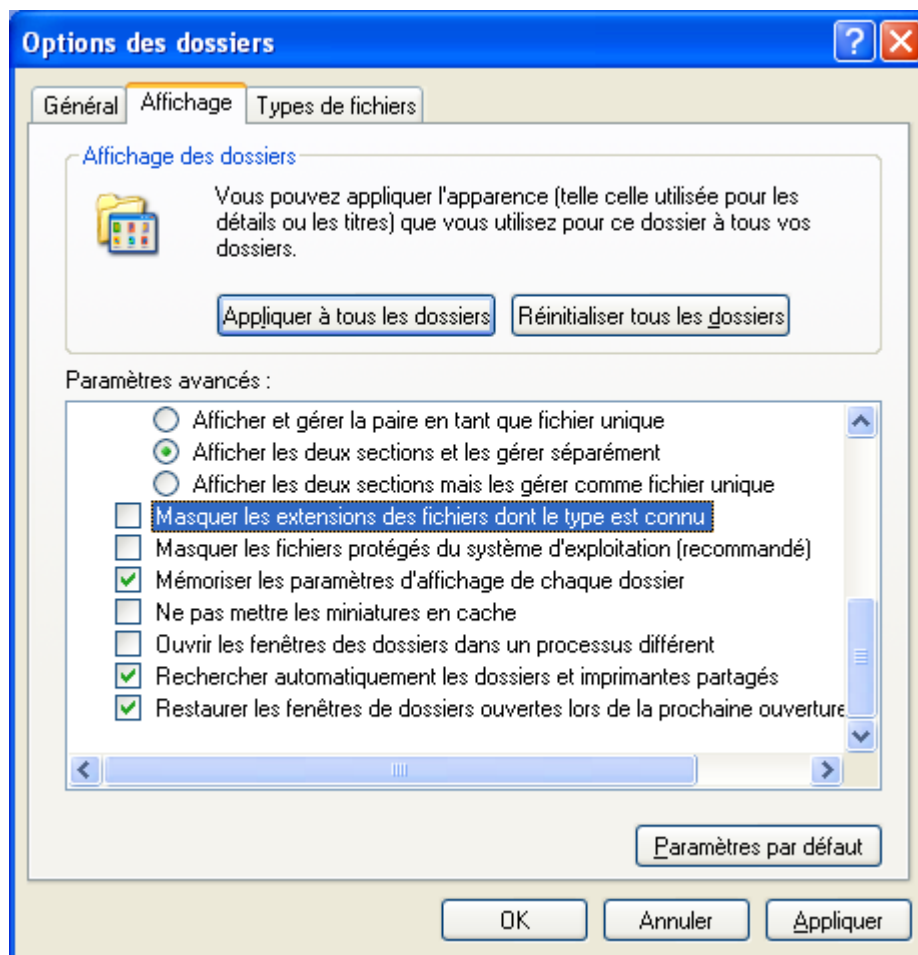 Options des dossiers
Général Affichage Types de fichiers
Affichage des dossiers
Vous pouvez appliquer l'apparence (telle celle utilisée pour les
détails ou les titres) que vous utilisez pour ce dossier à tous vos
dossiers.
Appliquer à tous les dossiers Réinitialiser tous les dossiers
Paramètres avancés :
Afficher et gérer la paire en tant que fichier unique
Afficher les deux sections et les gérer séparément
Afficher les deux sections mais les gérer comme fichier unique
Masquer les extensions des fichiers dont le type est connu
Masquer les fichiers protégés du système d'exploitation (recommandé)
Mémoriser les paramètres d'affichage de chaque dossier
Ne pas mettre les miniatures en cache
Ouvrir les fenêtres des dossiers dans un processus différent
Rechercher automatiquement les dossiers et imprimantes partagés
Restaurer les fenêtres de dossiers ouvertes lors de la prochaine ouverture
Paramètres par défaut
OK Annuler Appliquer